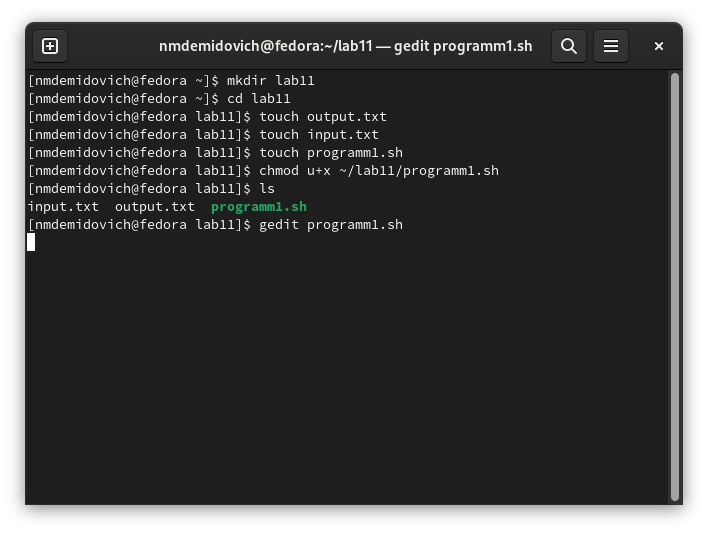 nmdemidovich@fedora:~/lab11 — gedit programm1.sh
[nmdemidovich@fedora ~]$ mkdir lab11
[nmdemidovich@fedora ~]$ cd lab11
[nmdemidovich@fedora lab11]$ touch output.txt
[nmdemidovich@fedora lab11]$ touch input.txt
[nmdemidovich@fedora lab11]$ touch programm1.sh
[nmdemidovich@fedora lab11]$ chmod u+x ~/lab11/programm1.sh
[nmdemidovich@fedora lab11]$ ls
input.txt  output.txt  programm1.sh
[nmdemidovich@fedora lab11]$ gedit programm1.sh